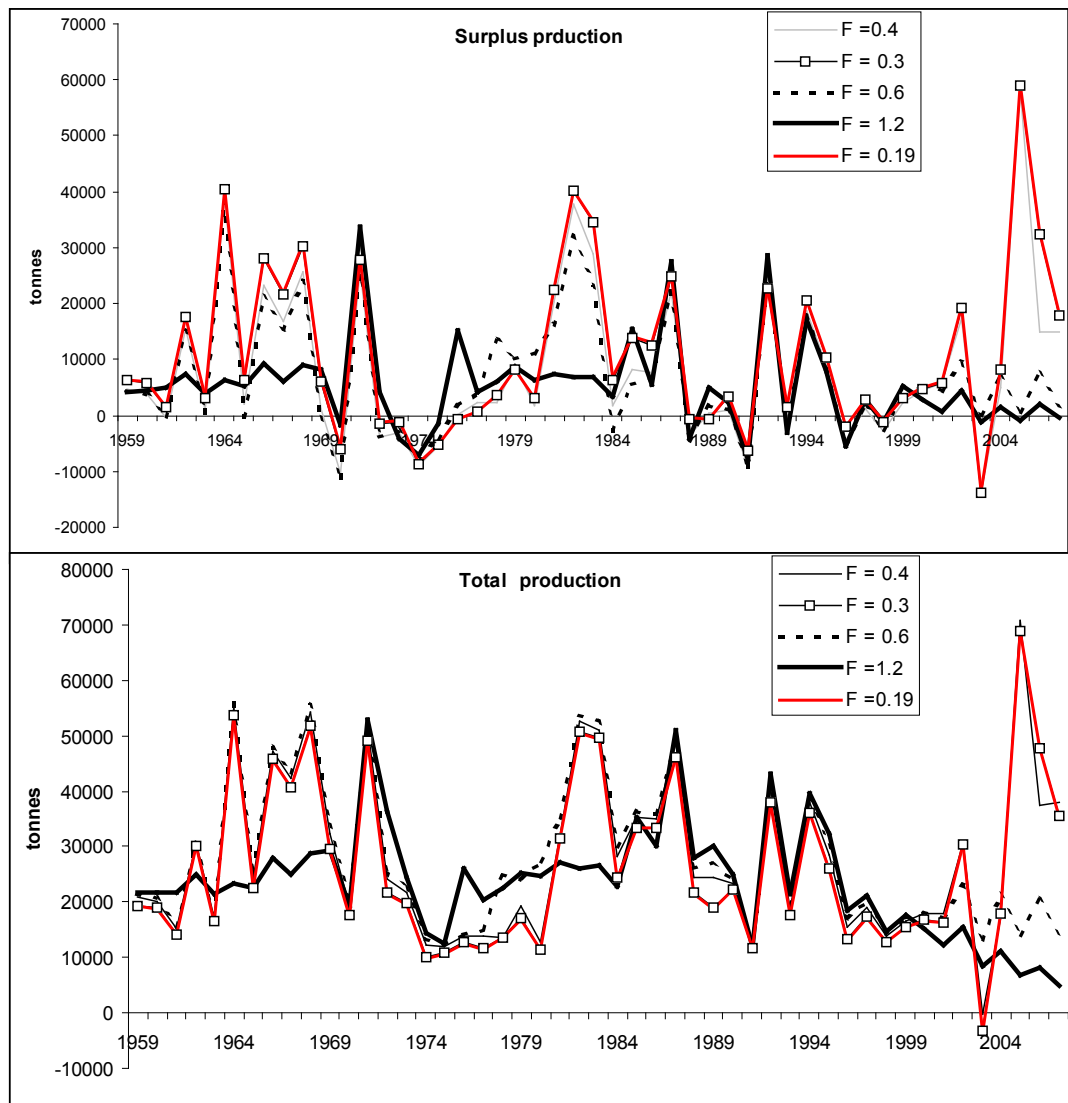 Surplus prduction
tonnes
70000
60000
50000
40000
30000
20000
10000
0
-10000
-20000
1959
1964
1969
197
1979
1984
1989
1994
1999
2004
F =0.4
F = 0.3
F = 0.6
F = 1.2
F = 0.19
Total production
tonnes
80000
70000
60000
50000
40000
30000
20000
10000
0
-10000
1959
1964
1969
1974
1979
1984
1989
1994
1999
2004
F = 0.4
F = 0.3
F = 0.6
F =1.2
F =0.19